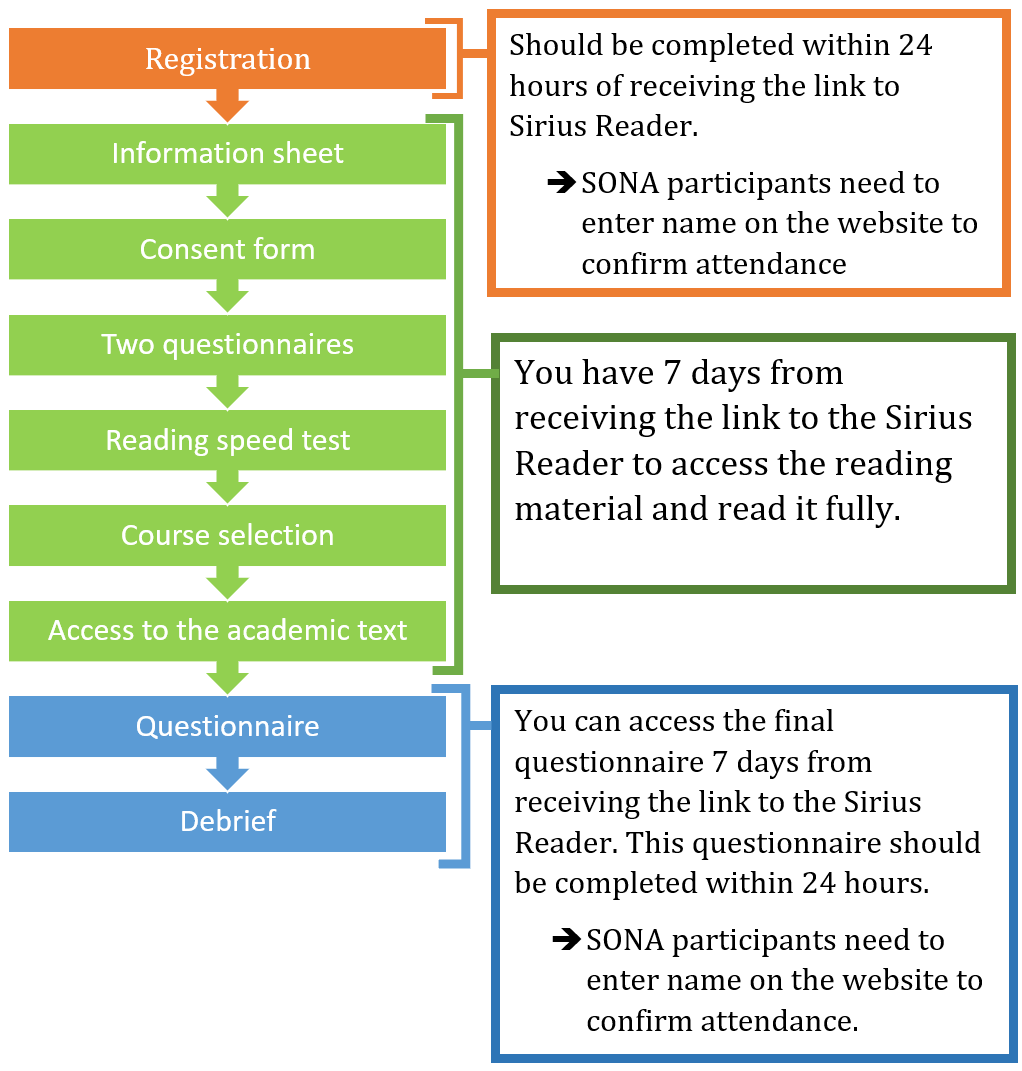 Registration
Should be completed within 24
hours of receiving the link to
Sirius Reader.
➔ SONA participants need to
enter name on the website to
confirm attendance
Information sheet
Consent form
Two questionnaires
Reading speed test
Course selection
Access to the academic text
You have 7 days from
receiving the link to the Sirius
Reader to access the reading
material and read it fully.
Questionnaire
Debrief
You can access the final
questionnaire 7 days from
receiving the link to the Sirius
Reader. This questionnaire should
be completed within 24 hours.
➔ SONA participants need to
enter name on the website to
confirm attendance.